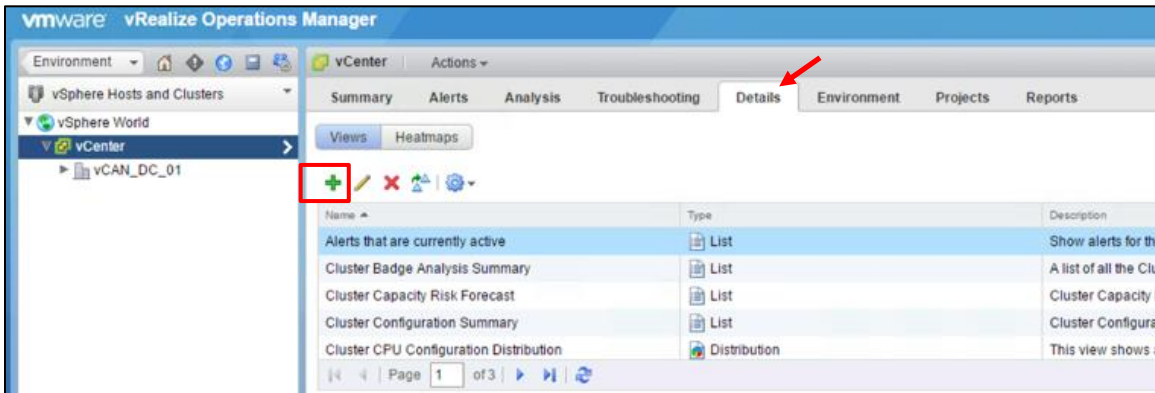 vmware vRealize Operations Manager
Environment
vCenter Actions
vSphere Hosts and Clusters
Summary Alerts Analysis Troubleshooting Details Environment Projects Reports
vSphere World
vCenter
vCAN_DC_01
Views Heatmaps
Name Type Description
Alerts that are currently active List Show alerts for th
Cluster Badge Analysis Summary List A list of all the Clu
Cluster Capacity Risk Forecast List Cluster Capacity
Cluster Configuration Summary List Cluster Configura
Cluster CPU Configuration Distribution Distribution This view shows
Page 1 of 3